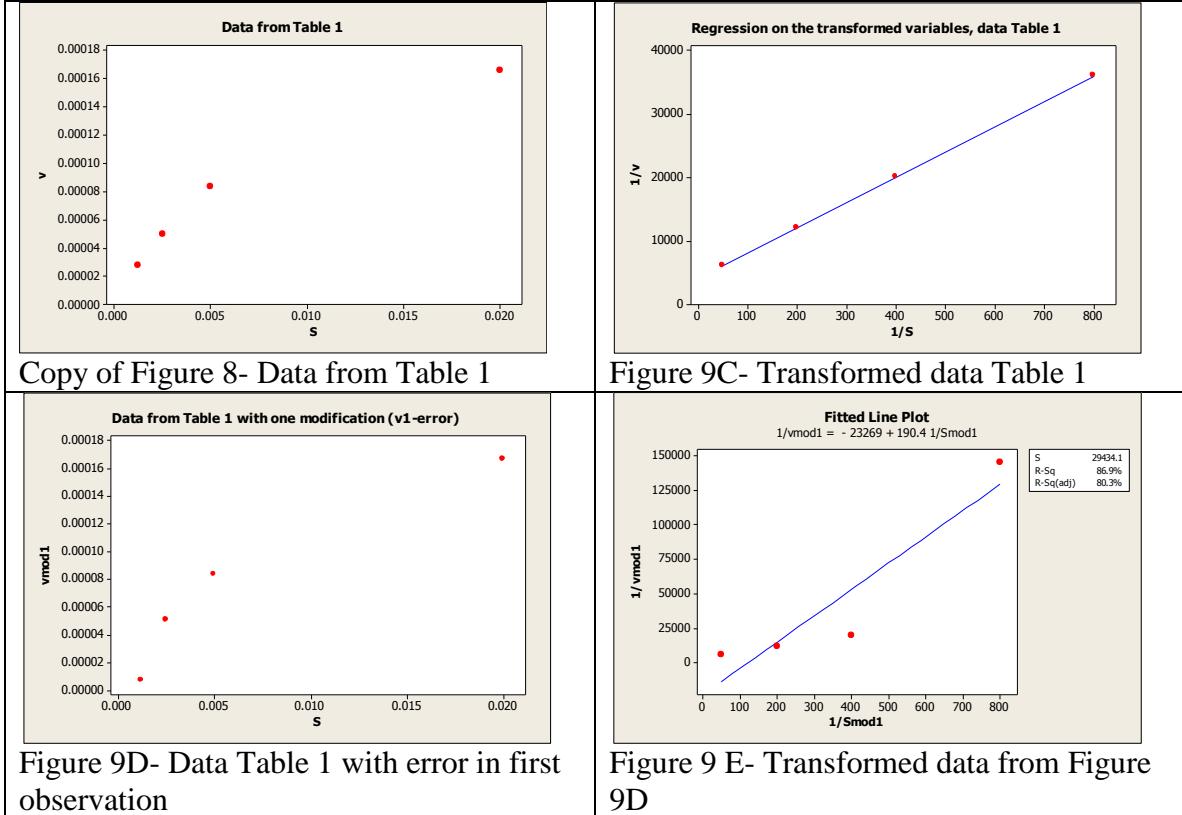 Data from Table 1
0.00018
0.00016
0.00014
0.00012
0.00010
0.00008
0.00006
0.00004
0.00002
0.00000
v
0.000 0.005 0.010 0.015 0.020
S
Copy of Figure 8- Data from Table 1
Regression on the transformed variables, data Table 1
40000
30000
20000
10000
0
1/v
0 100 200 300 400 500 600 700 800
1/S
Figure 9C- Transformed data Table 1
Data from Table 1 with one modification (v1-error)
0.00018
0.00016
0.00014
0.00012
0.00010
0.00008
0.00006
0.00004
0.00002
0.00000
vmod1
0.000 0.005 0.010 0.015 0.020
S
Figure 9D- Data Table 1 with error in first
observation
Fitted Line Plot
1/vmod1 = - 23269 + 190.4 1/Smod1
150000
125000
100000
75000
50000
25000
0
1/vmod1
0 100 200 300 400 500 600 700 800
1/Smod1
S 29434.1
R-Sq 86.9%
R-Sq(adj) 80.3%
Figure 9 E- Transformed data from Figure
9D